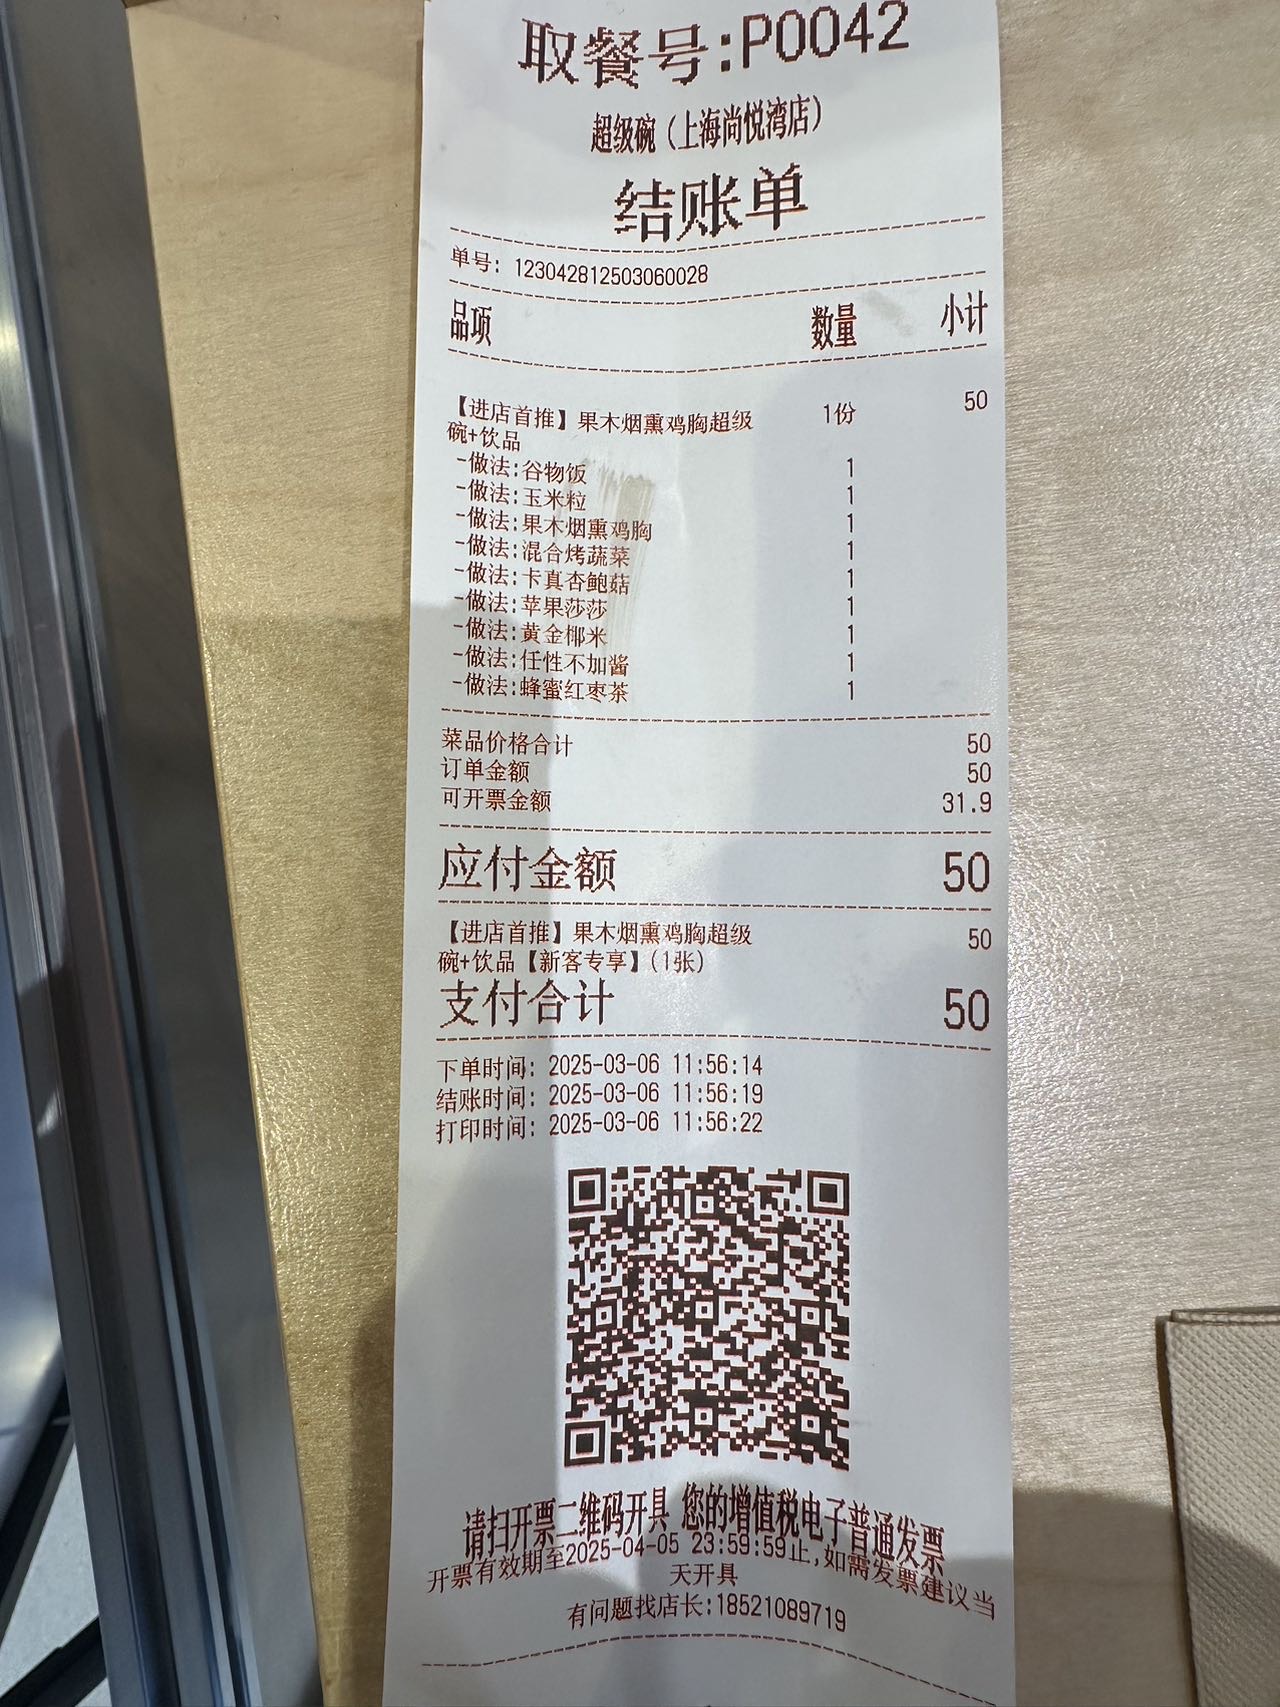 取餐号:P0042
超级碗(上海尚悦湾店)
结账单
单号: 123042812503060028
品项 数量 小计
【进店首推】果木烟熏鸡胸超级 1份 50
碗+饮品
-做法:谷物饭 1
-做法:玉米粒 1
-做法:果木烟熏鸡胸 1
-做法:混合烤蔬菜 1
-做法:卡真杏鲍菇 1
-做法:苹果莎莎 1
-做法:黄金椰米 1
-做法:任性不加酱 1
-做法:蜂蜜红枣茶 1
菜品价格合计 50
订单金额 50
可开票金额 31.9
应付金额 50
【进店首推】果木烟熏鸡胸超级 50
碗+饮品【新客专享】(1张)
支付合计 50
下单时间: 2025-03-06 11:56:14
结账时间: 2025-03-06 11:56:19
打印时间: 2025-03-06 11:56:22
请扫开票二维码开具 您的增值税电子普通发票
开票有效期至2025-04-05 23:59:59止,如需发票建议当
天开具
有问题找店长:18521089719